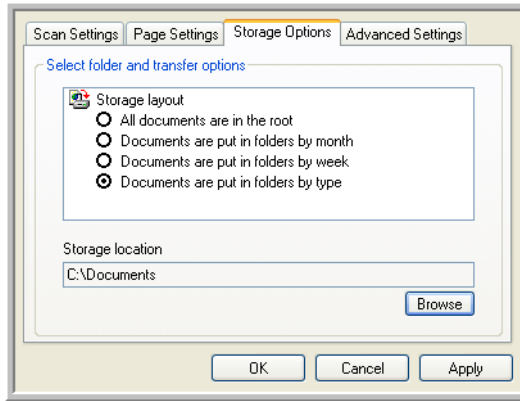 Scan Settings Page Settings Storage Options Advanced Settings
Select folder and transfer options
Storage layout
All documents are in the root
Documents are put in folders by month
Documents are put in folders by week
Documents are put in folders by type
Storage location
C:\Documents
Browse
OK Cancel Apply